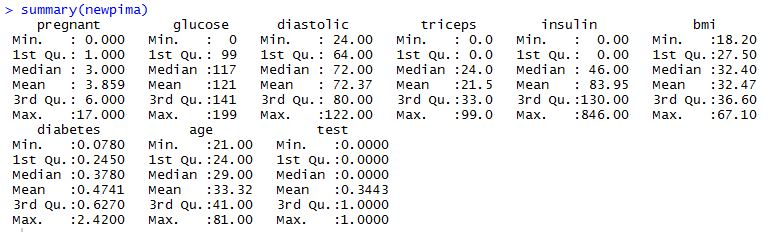 > summary(newpima)
    pregnant         glucose      diastolic         triceps        insulin            bmi
 Min.   : 0.000   Min.   :  0   Min.   : 24.00   Min.   : 0.0   Min.   :  0.00   Min.   :18.20
 1st Qu.: 1.000   1st Qu.: 99   1st Qu.: 64.00   1st Qu.: 0.0   1st Qu.:  0.00   1st Qu.:27.50
 Median : 3.000   Median :117   Median : 72.00   Median :24.0   Median : 46.00   Median :32.40
 Mean   : 3.859   Mean   :121   Mean   : 72.37   Mean   :21.5   Mean   : 83.95   Mean   :32.47
 3rd Qu.: 6.000   3rd Qu.:141   3rd Qu.: 80.00   3rd Qu.:33.0   3rd Qu.:130.00   3rd Qu.:36.60
 Max.   :17.000   Max.   :199   Max.   :122.00   Max.   :99.0   Max.   :846.00   Max.   :67.10
    diabetes           age             test
 Min.   :0.0780   Min.   :21.00   Min.   :0.0000
 1st Qu.:0.2450   1st Qu.:24.00   1st Qu.:0.0000
 Median :0.3780   Median :29.00   Median :0.0000
 Mean   :0.4741   Mean   :33.32   Mean   :0.3443
 3rd Qu.:0.6270   3rd Qu.:41.00   3rd Qu.:1.0000
 Max.   :2.4200   Max.   :81.00   Max.   :1.0000